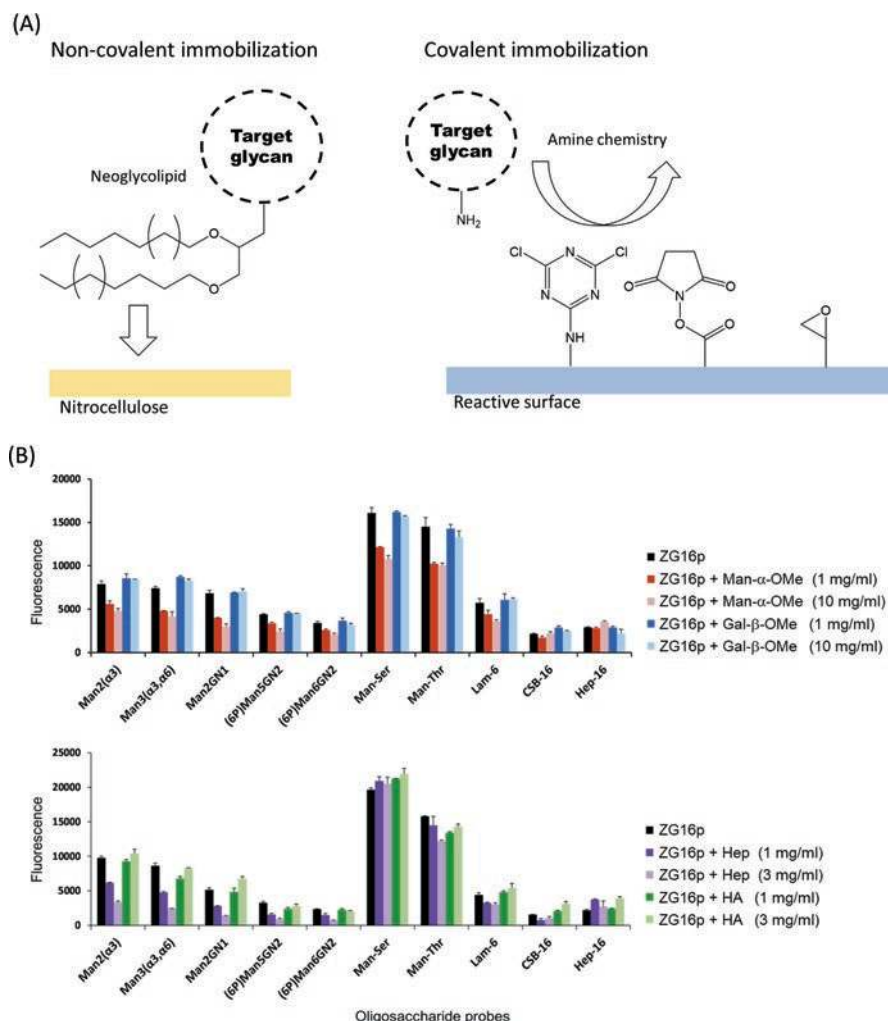 (A)
Non-covalent immobilization
Covalent immobilization
Target
glycan
Neoglycolipid
O
O
Nitrocellulose
Target
glycan
Amine chemistry
NH2
Cl
Cl
N
N
N
NH
O
O
N
O
O
O
Reactive surface
(B)
Fluorescence
20000
15000
10000
5000
0
Man2(α3)
Man3(α3,α6)
Man2GN1
(6P)Man5GN2
(6P)Man6GN2
Man-Ser
Man-Thr
Lam-6
CSB-16
Hep-16
ZG16p
ZG16p + Man-α-OMe (1 mg/ml)
ZG16p + Man-α-OMe (10 mg/ml)
ZG16p + Gal-β-OMe (1 mg/ml)
ZG16p + Gal-β-OMe (10 mg/ml)
Fluorescence
25000
20000
15000
10000
5000
0
Man2(α3)
Man3(α3,α6)
Man2GN1
(6P)Man5GN2
(6P)Man6GN2
Man-Ser
Man-Thr
Lam-6
CSB-16
Hep-16
ZG16p
ZG16p + Hep (1 mg/ml)
ZG16p + Hep (3 mg/ml)
ZG16p + HA (1 mg/ml)
ZG16p + HA (3 mg/ml)
Oligosaccharide probes